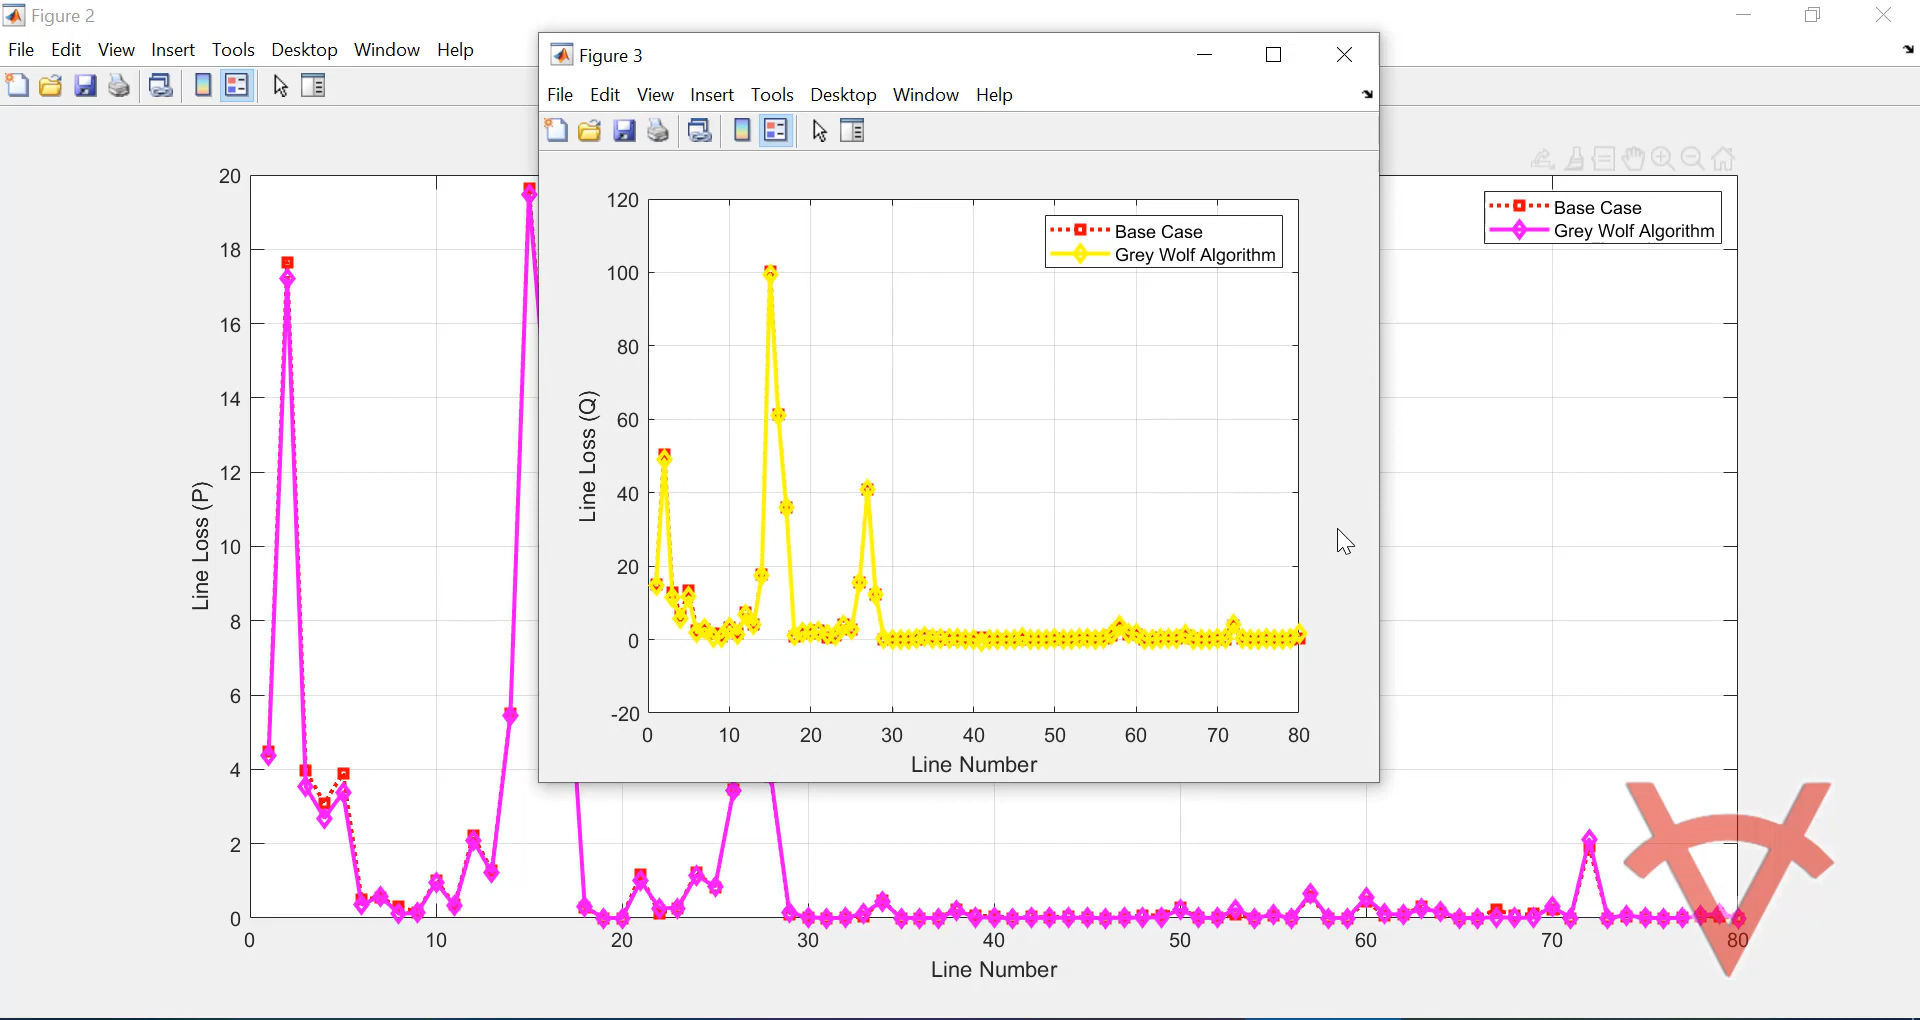 Figure 2
File Edit View Insert Tools Desktop Window Help
Figure 3
File Edit View Insert Tools Desktop Window Help
20
18
16
14
12
10
8
6
4
2
0
Line Loss (P)
0 10 20 30 40 50 60 70 80
Line Number
Base Case
Grey Wolf Algorithm
120
100
80
60
40
20
0
-20
Line Loss (Q)
0 10 20 30 40 50 60 70 80
Line Number
Base Case
Grey Wolf Algorithm